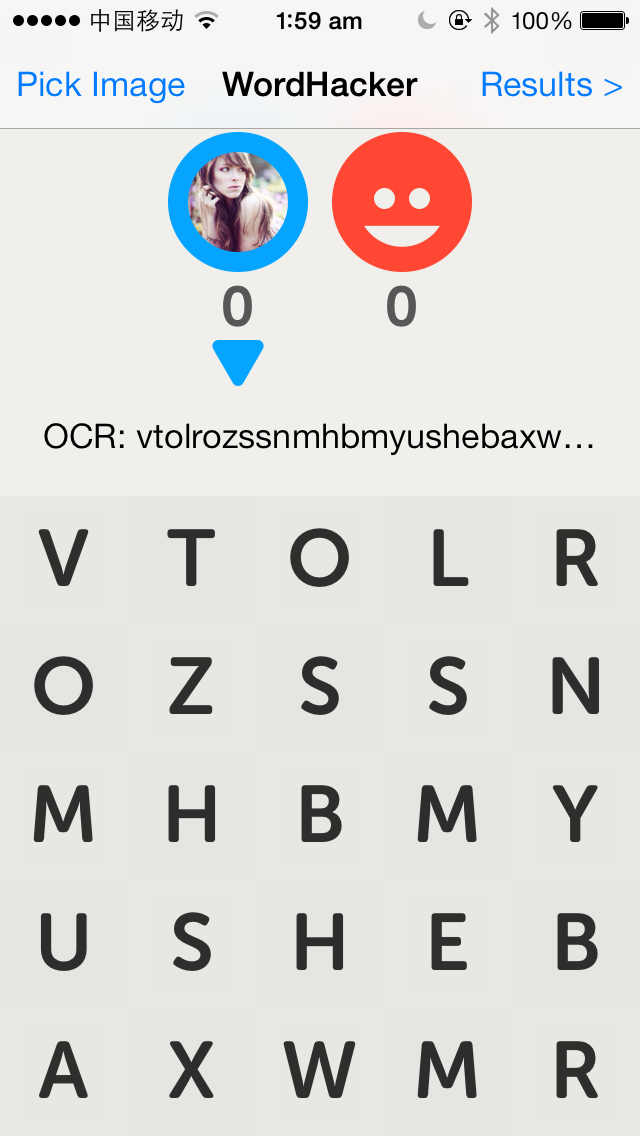 中国移动 1:59 am 100%
Pick Image WordHacker Results >
0 0
OCR: vtolrozssnmhbmyushebaxw…
V T O L R
O Z S S N
M H B M Y
U S H E B
A X W M R